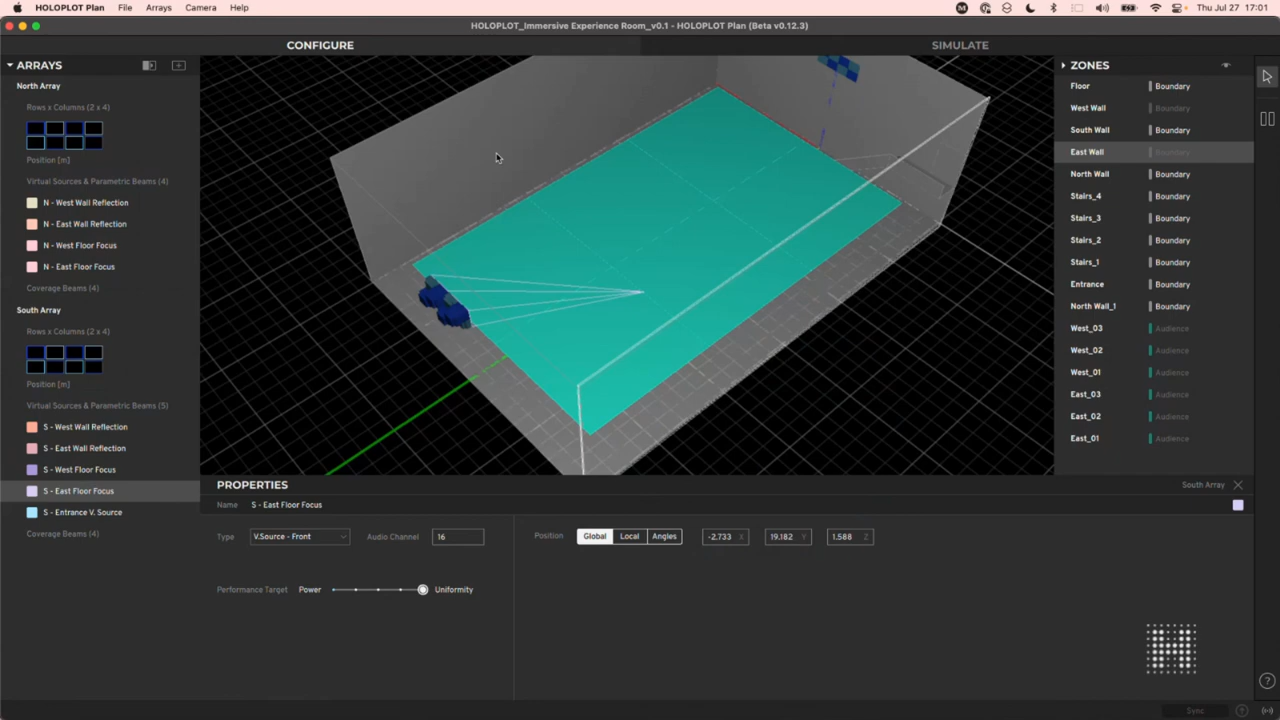 HOLOPLOT Plan File Arrays Camera Help Thu Jul 27 17:01
HOLOPLOT_Immersive Experience Room_v0.1 - HOLOPLOT Plan (Beta v0.12.3)
CONFIGURE SIMULATE
ARRAYS
North Array
Rows x Columns (2 x 4)
Position [m]
Virtual Sources & Parametric Beams (4)
N - West Wall Reflection
N - East Wall Reflection
N - West Floor Focus
N - East Floor Focus
Coverage Beams (4)
South Array
Rows x Columns (2 x 4)
Position [m]
Virtual Sources & Parametric Beams (5)
S - West Wall Reflection
S - East Wall Reflection
S - West Floor Focus
S - East Floor Focus
S - Entrance V. Source
Coverage Beams (4)
ZONES
Floor Boundary
West Wall Boundary
South Wall Boundary
East Wall Boundary
North Wall Boundary
Stairs_4 Boundary
Stairs_3 Boundary
Stairs_2 Boundary
Stairs_1 Boundary
Entrance Boundary
North Wall_1 Boundary
West_03 Audience
West_02 Audience
West_01 Audience
East_03 Audience
East_02 Audience
East_01 Audience
PROPERTIES South Array
Name S - East Floor Focus
Type V.Source - Front Audio Channel 16 Position Global Local Angles -2.733 X 19.182 Y 1.588 Z
Performance Target Power Uniformity
Sync